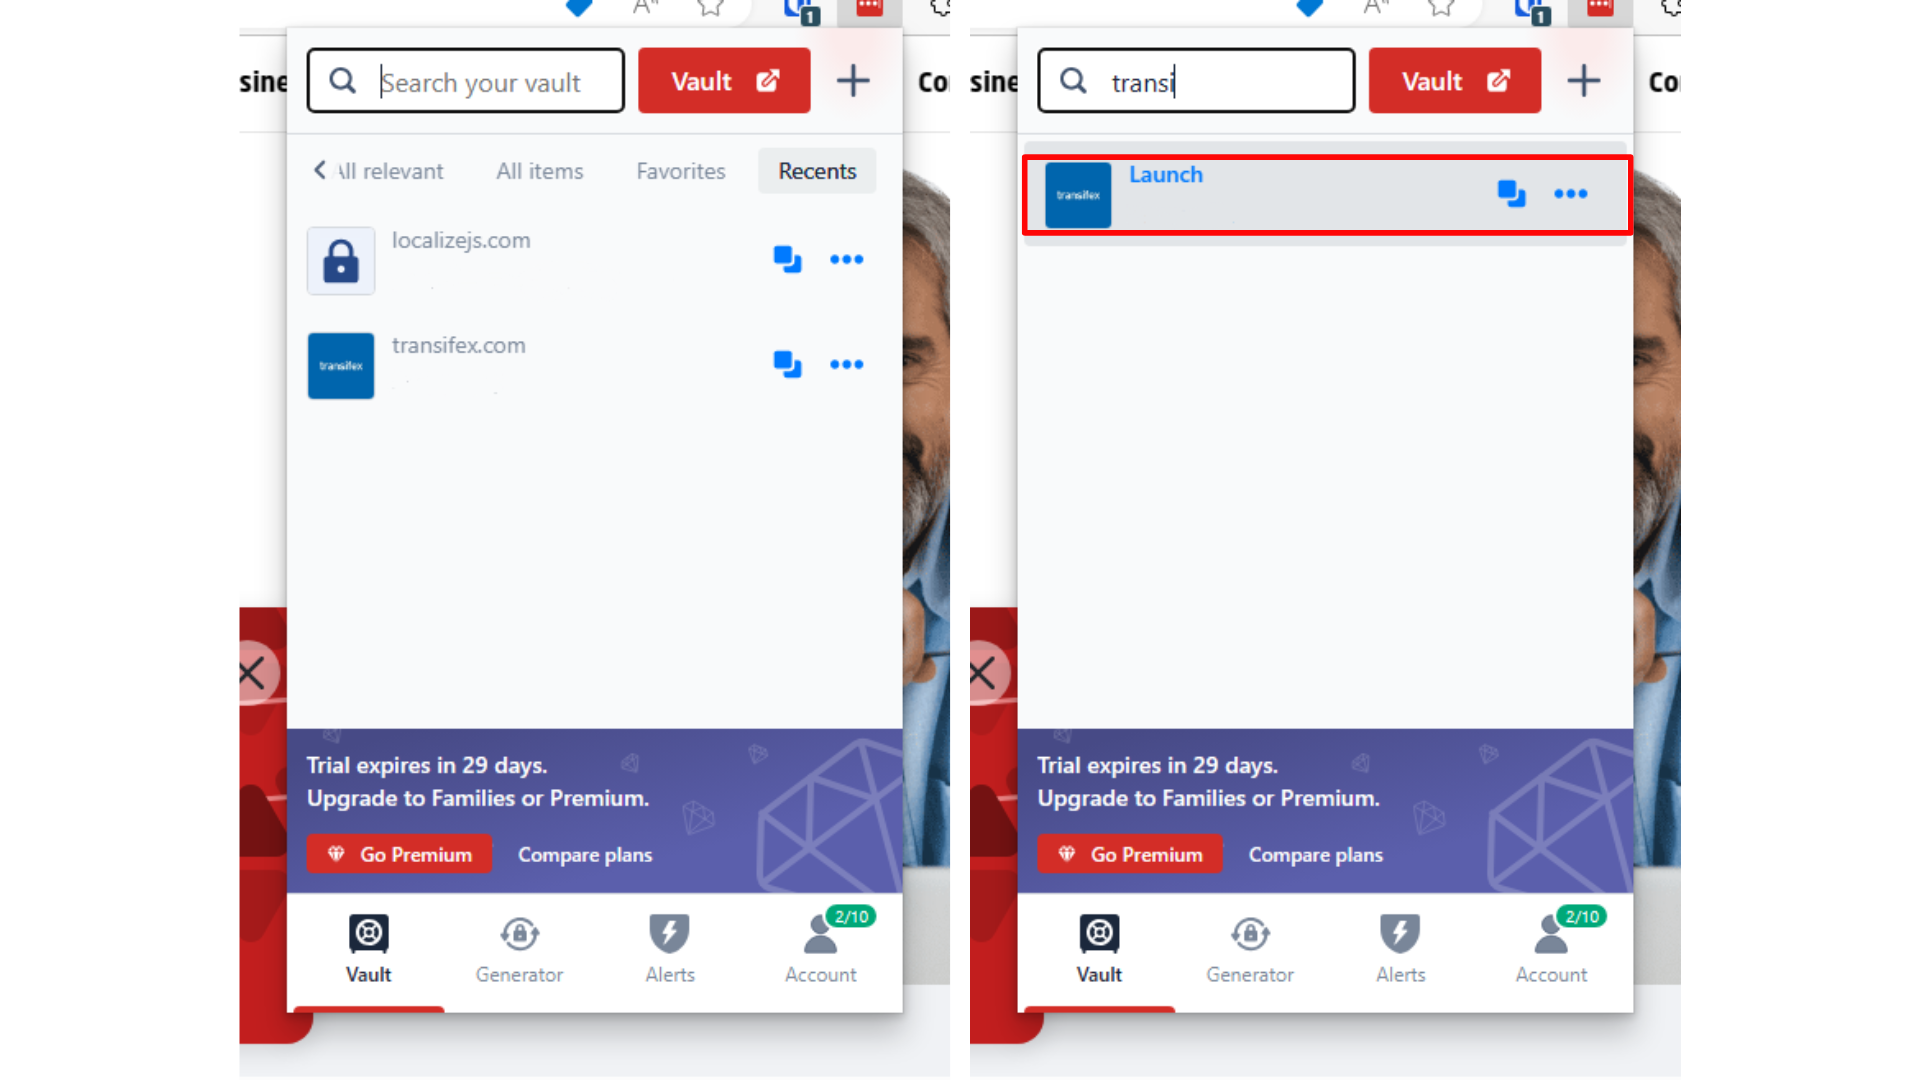 A
1
sine
Search your vault
Vault
Co
All relevant
All items
Favorites
Recents
localizejs.com
transifex
transifex.com
Trial expires in 29 days.
Upgrade to Families or Premium.
Go Premium
Compare plans
2/10
Vault
Generator
Alerts
Account
A
1
sine
transi
Vault
Co
transifex
Launch
Trial expires in 29 days.
Upgrade to Families or Premium.
Go Premium
Compare plans
2/10
Vault
Generator
Alerts
Account